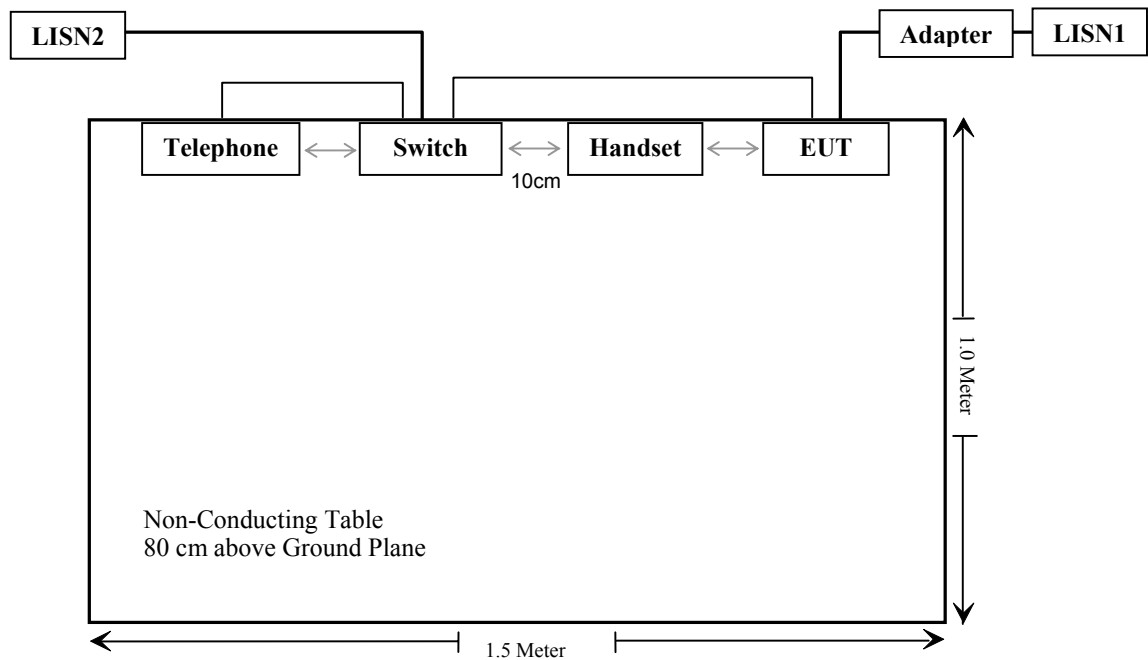 LISN2
Adapter
LISN1
Telephone
Switch
Handset
EUT
10cm
1.0 Meter
Non-Conducting Table
80 cm above Ground Plane
1.5 Meter